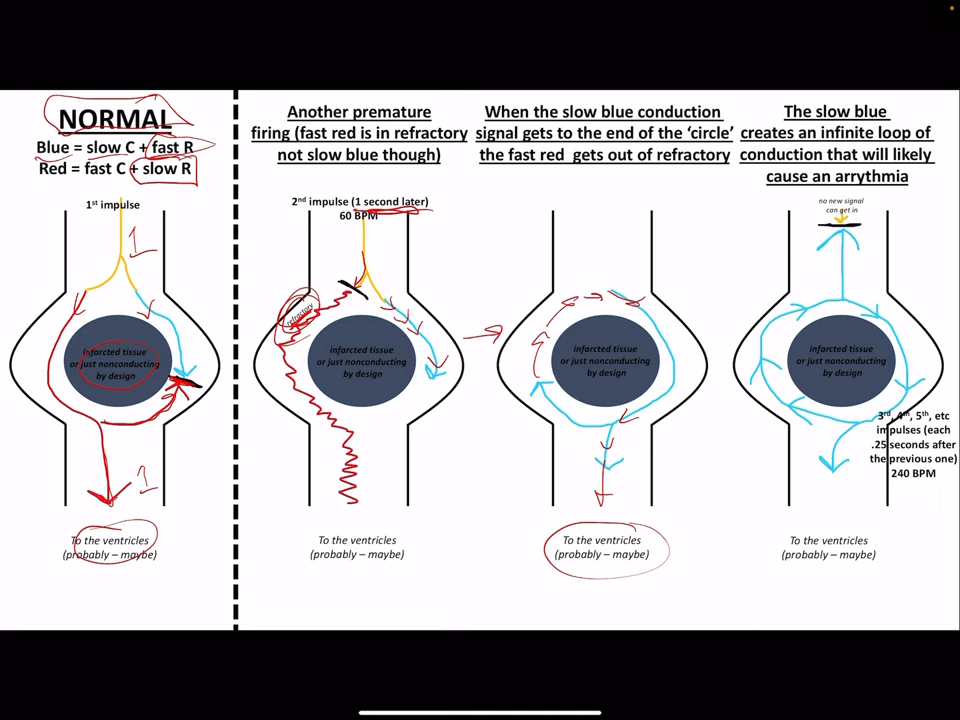 NORMAL
Blue = slow C + fast R
Red = fast C + slow R
1st impulse
1
infarcted tissue
or just nonconducting
by design
1
To the ventricles
(probably – maybe)
Another premature
firing (fast red is in refractory
not slow blue though)
2nd impulse (1 second later)
60 BPM
refractory
infarcted tissue
or just nonconducting
by design
To the ventricles
(probably – maybe)
When the slow blue conduction
signal gets to the end of the ‘circle’
the fast red gets out of refractory
infarcted tissue
or just nonconducting
by design
To the ventricles
(probably – maybe)
The slow blue
creates an infinite loop of
conduction that will likely
cause an arrythmia
no new signal
can get in
infarcted tissue
or just nonconducting
by design
3rd, 4th, 5th, etc
impulses (each
.25 seconds after
the previous one)
240 BPM
To the ventricles
(probably – maybe)